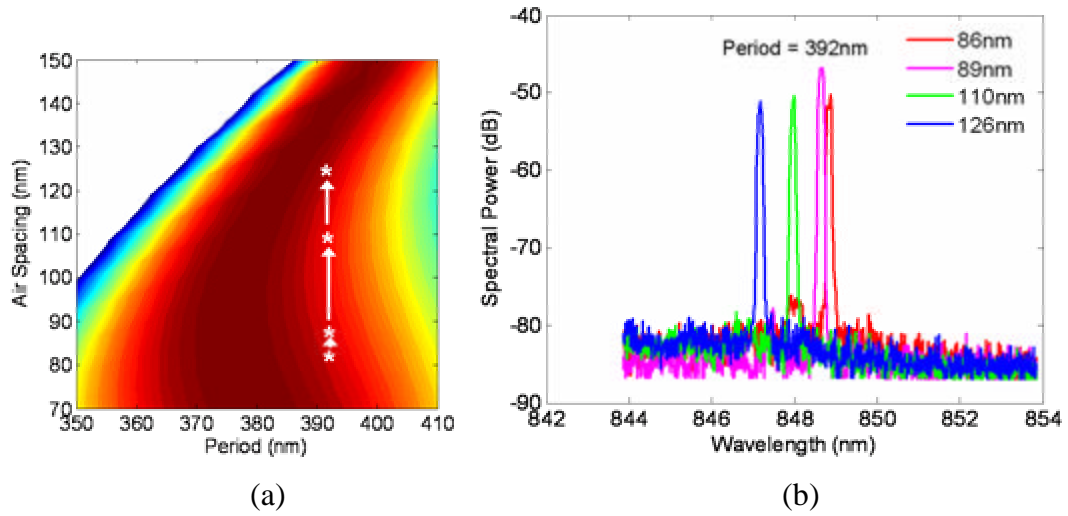 150
140
130
120
110
100
90
80
70
Air Spacing (nm)
350 360 370 380 390 400 410
Period (nm)
(a)
-40
-50
-60
-70
-80
-90
Spectral Power (dB)
Period = 392nm
86nm
89nm
110nm
126nm
842 844 846 848 850 852 854
Wavelength (nm)
(b)